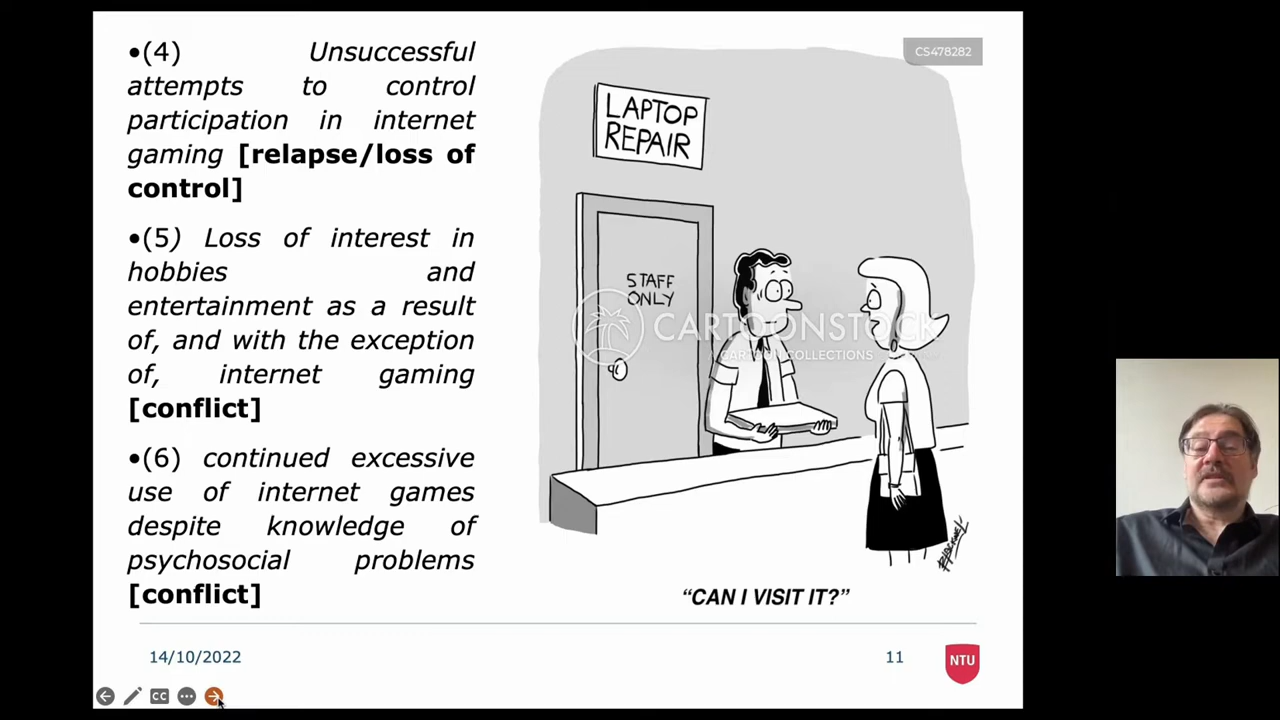 •(4) Unsuccessful
attempts to control
participation in internet
gaming [relapse/loss of
control]
•(5) Loss of interest in
hobbies and
entertainment as a result
of, and with the exception
of, internet gaming
[conflict]
•(6) continued excessive
use of internet games
despite knowledge of
psychosocial problems
[conflict]
CS478282
LAPTOP
REPAIR
STAFF
ONLY
CARTOONSTOCK
CARTOON COLLECTIONS
“CAN I VISIT IT?”
14/10/2022
11
NTU
CC